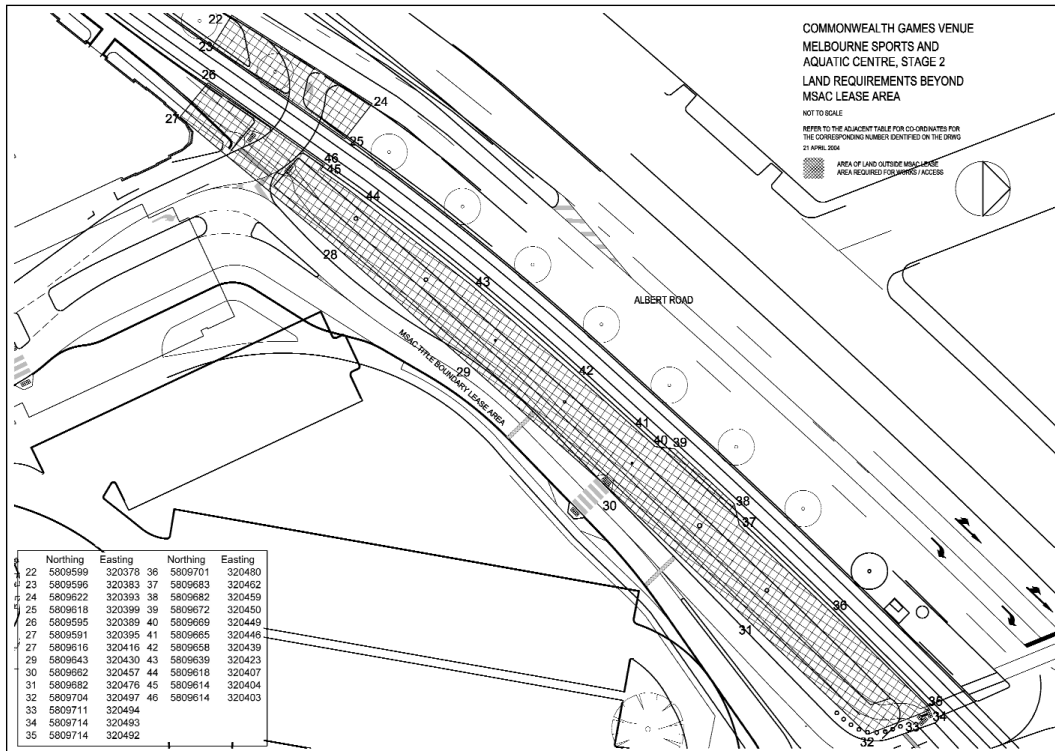 COMMONWEALTH GAMES VENUE
MELBOURNE SPORTS AND
AQUATIC CENTRE, STAGE 2
LAND REQUIREMENTS BEYOND
MSAC LEASE AREA
NOT TO SCALE
REFER TO THE ADJACENT TABLE FOR CO-ORDINATES FOR
THE CORRESPONDING NUMBER IDENTIFIED ON THE DRWG
21 APRIL 2004
AREA OF LAND OUTSIDE MSAC LEASE
AREA REQUIRED FOR WORKS / ACCESS
22
23
24
25
26
27
46
45
44
28
43
ALBERT ROAD
MSAC TITLE BOUNDARY LEASE AREA
29
42
41
40 39
38
30
37
36
31
35
34
33
32
Northing Easting Northing Easting
22 5809599 320378 36 5809701 320480
23 5809596 320383 37 5809683 320462
24 5809622 320393 38 5809682 320459
25 5809618 320399 39 5809672 320450
26 5809595 320389 40 5809669 320449
27 5809591 320395 41 5809665 320446
27 5809616 320416 42 5809658 320439
29 5809643 320430 43 5809639 320423
30 5809662 320457 44 5809618 320407
31 5809682 320476 45 5809614 320404
32 5809704 320497 46 5809614 320403
33 5809711 320494
34 5809714 320493
35 5809714 320492